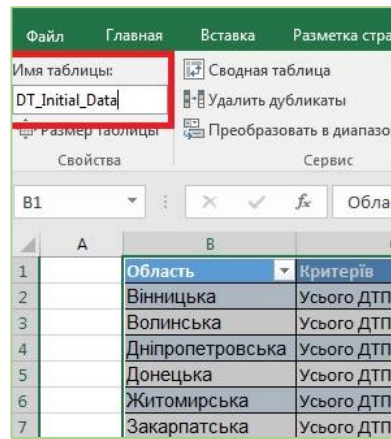 Файл Главная Вставка Разметка стра
Имя таблицы: Сводная таблица
DT_Initial_Data Удалить дубликаты
Размер таблицы Преобразовать в диапазо
Свойства Сервис
B1 fx Обла
A B
1 Область Критеріїв
2 Вінницька Усього ДТП
3 Волинська Усього ДТП
4 Дніпропетровська Усього ДТП
5 Донецька Усього ДТП
6 Житомирська Усього ДТП
7 Закарпатська Усього ДТП